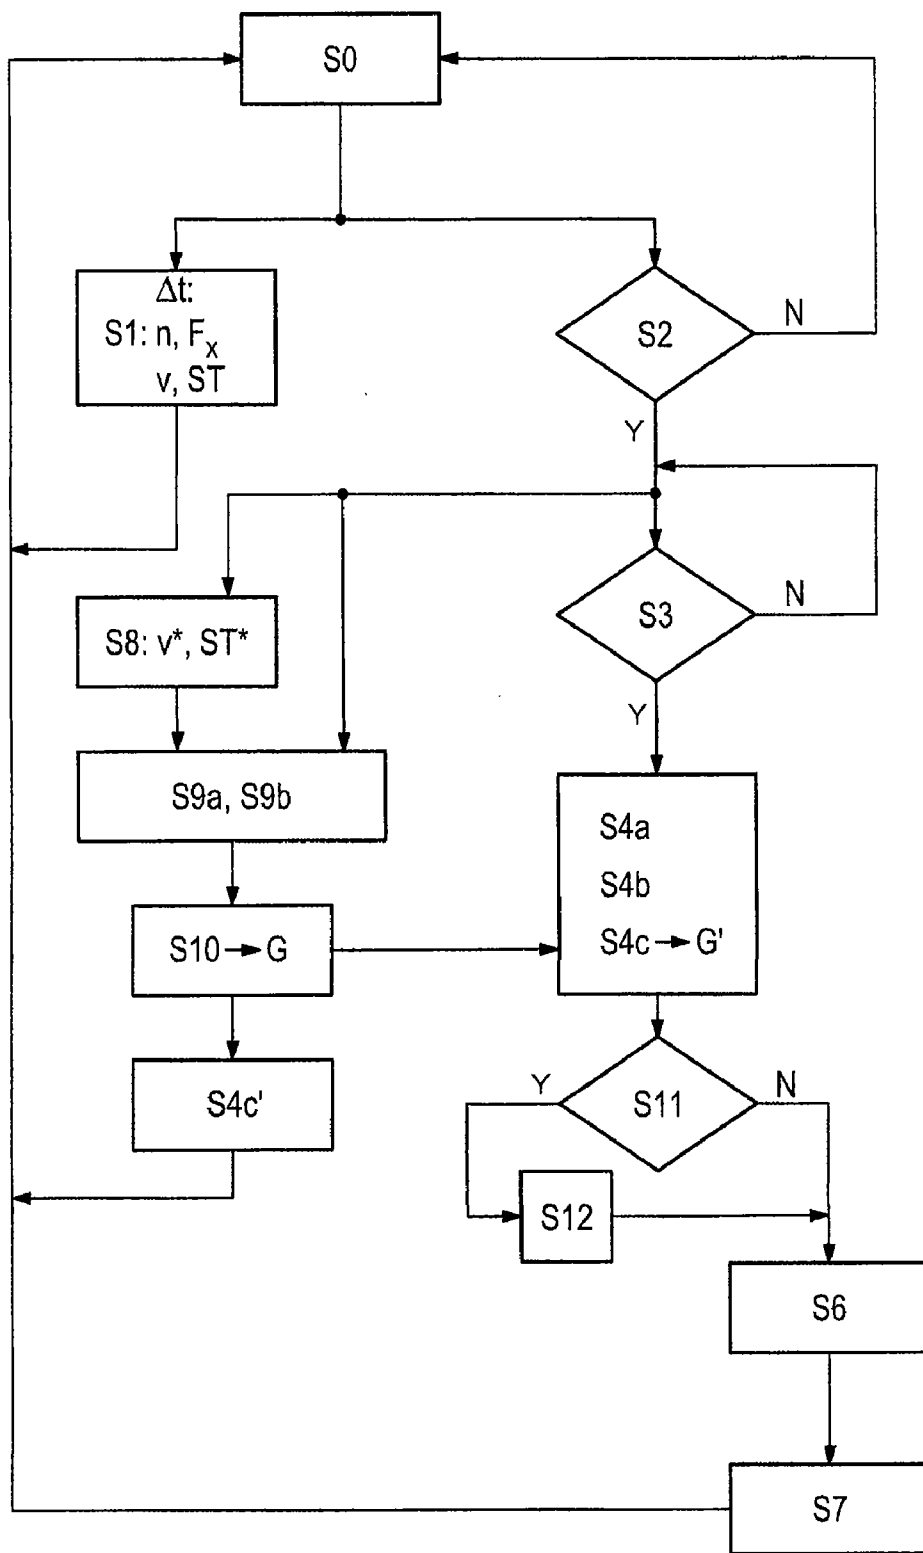 S0
Δt:
S1: n, Fx
v, ST
S2
N
Y
S8: v*, ST*
S3
N
Y
S9a, S9b
S4a
S4b
S4c → G'
S10 → G
S4c'
Y
S11
N
S12
S6
S7